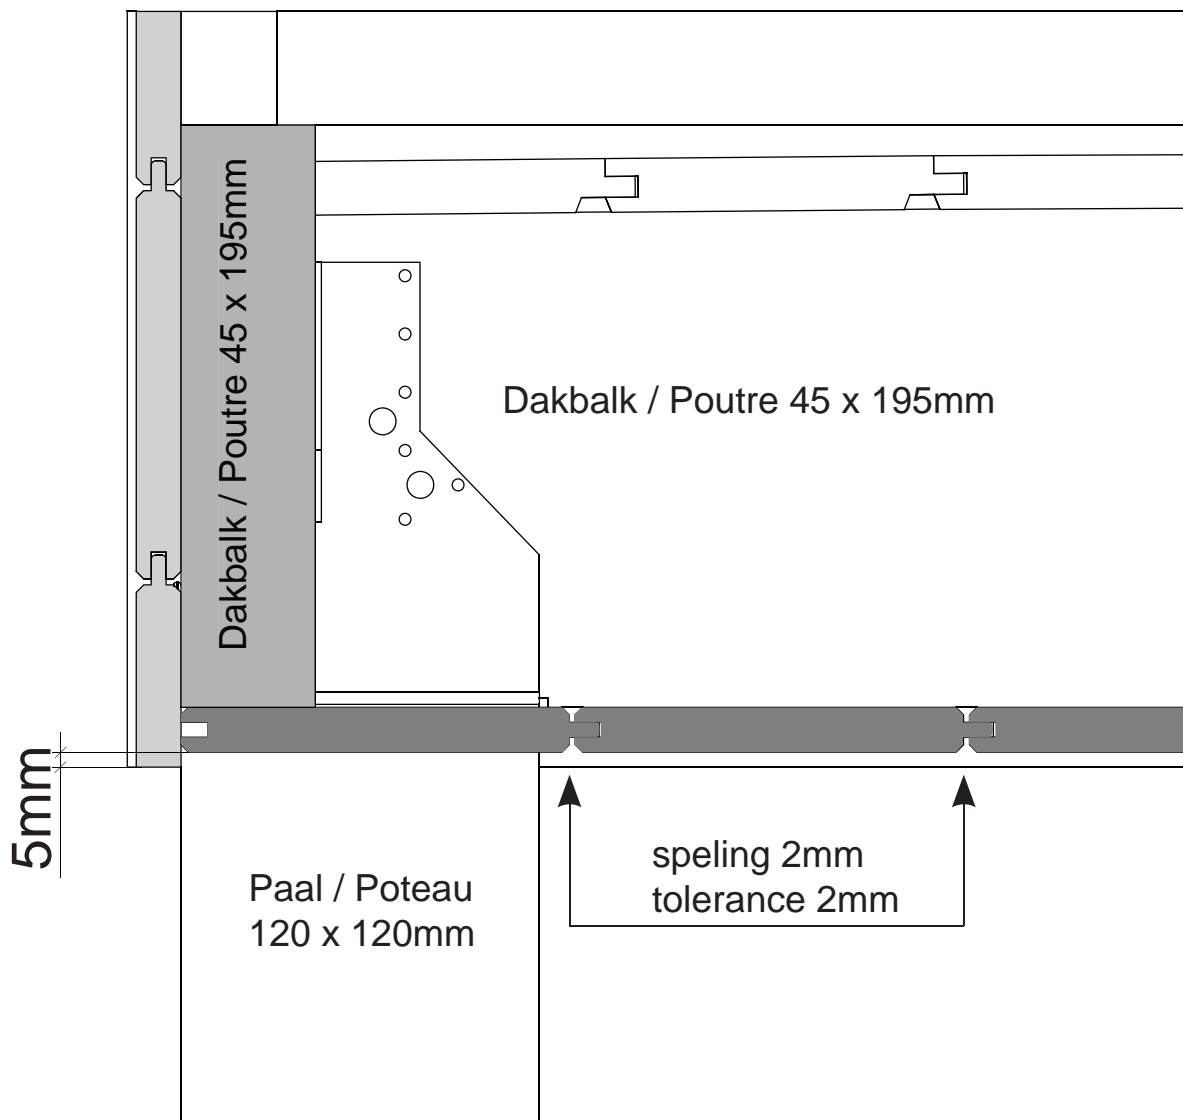 Dakbalk / Poutre 45 x 195mm
Dakbalk / Poutre 45 x 195mm
5mm
speling 2mm
tolerance 2mm
Paal / Poteau
120 x 120mm